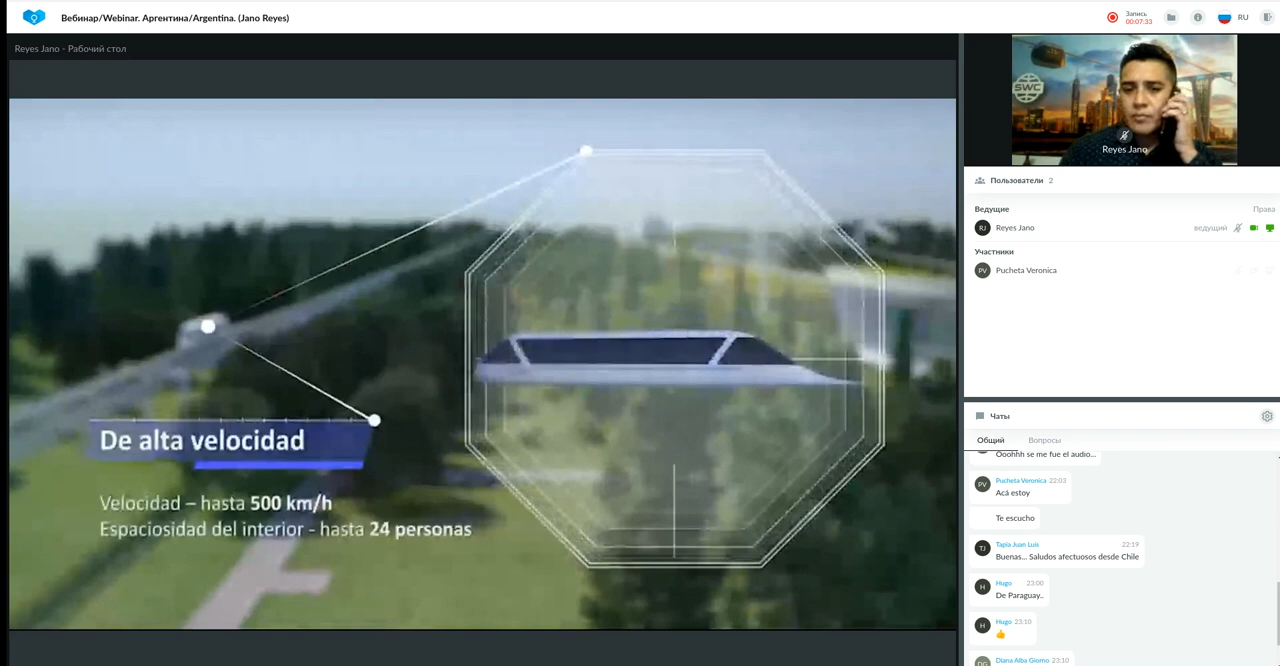 Вебинар/Webinar. Аргентина/Argentina. (Jano Reyes)
Запись
00:07:33
RU
Reyes Jano - Рабочий стол
SWC
Reyes Jano
De alta velocidad
Velocidad – hasta 500 km/h
Espaciosidad del interior - hasta 24 personas
Пользователи 2
Ведущие Права
RJ Reyes Jano ведущий
Участники
PV Pucheta Veronica
Чаты
Общий Вопросы
Ooohhh se me fue el audio...
PV Pucheta Veronica 22:03
Acá estoy
Te escucho
TJ Tapia Juan Luis 22:19
Buenas... Saludos afectuosos desde Chile
H Hugo 23:00
De Paraguay..
H Hugo 23:10
👍
DG Diana Alba Giorno 23:10